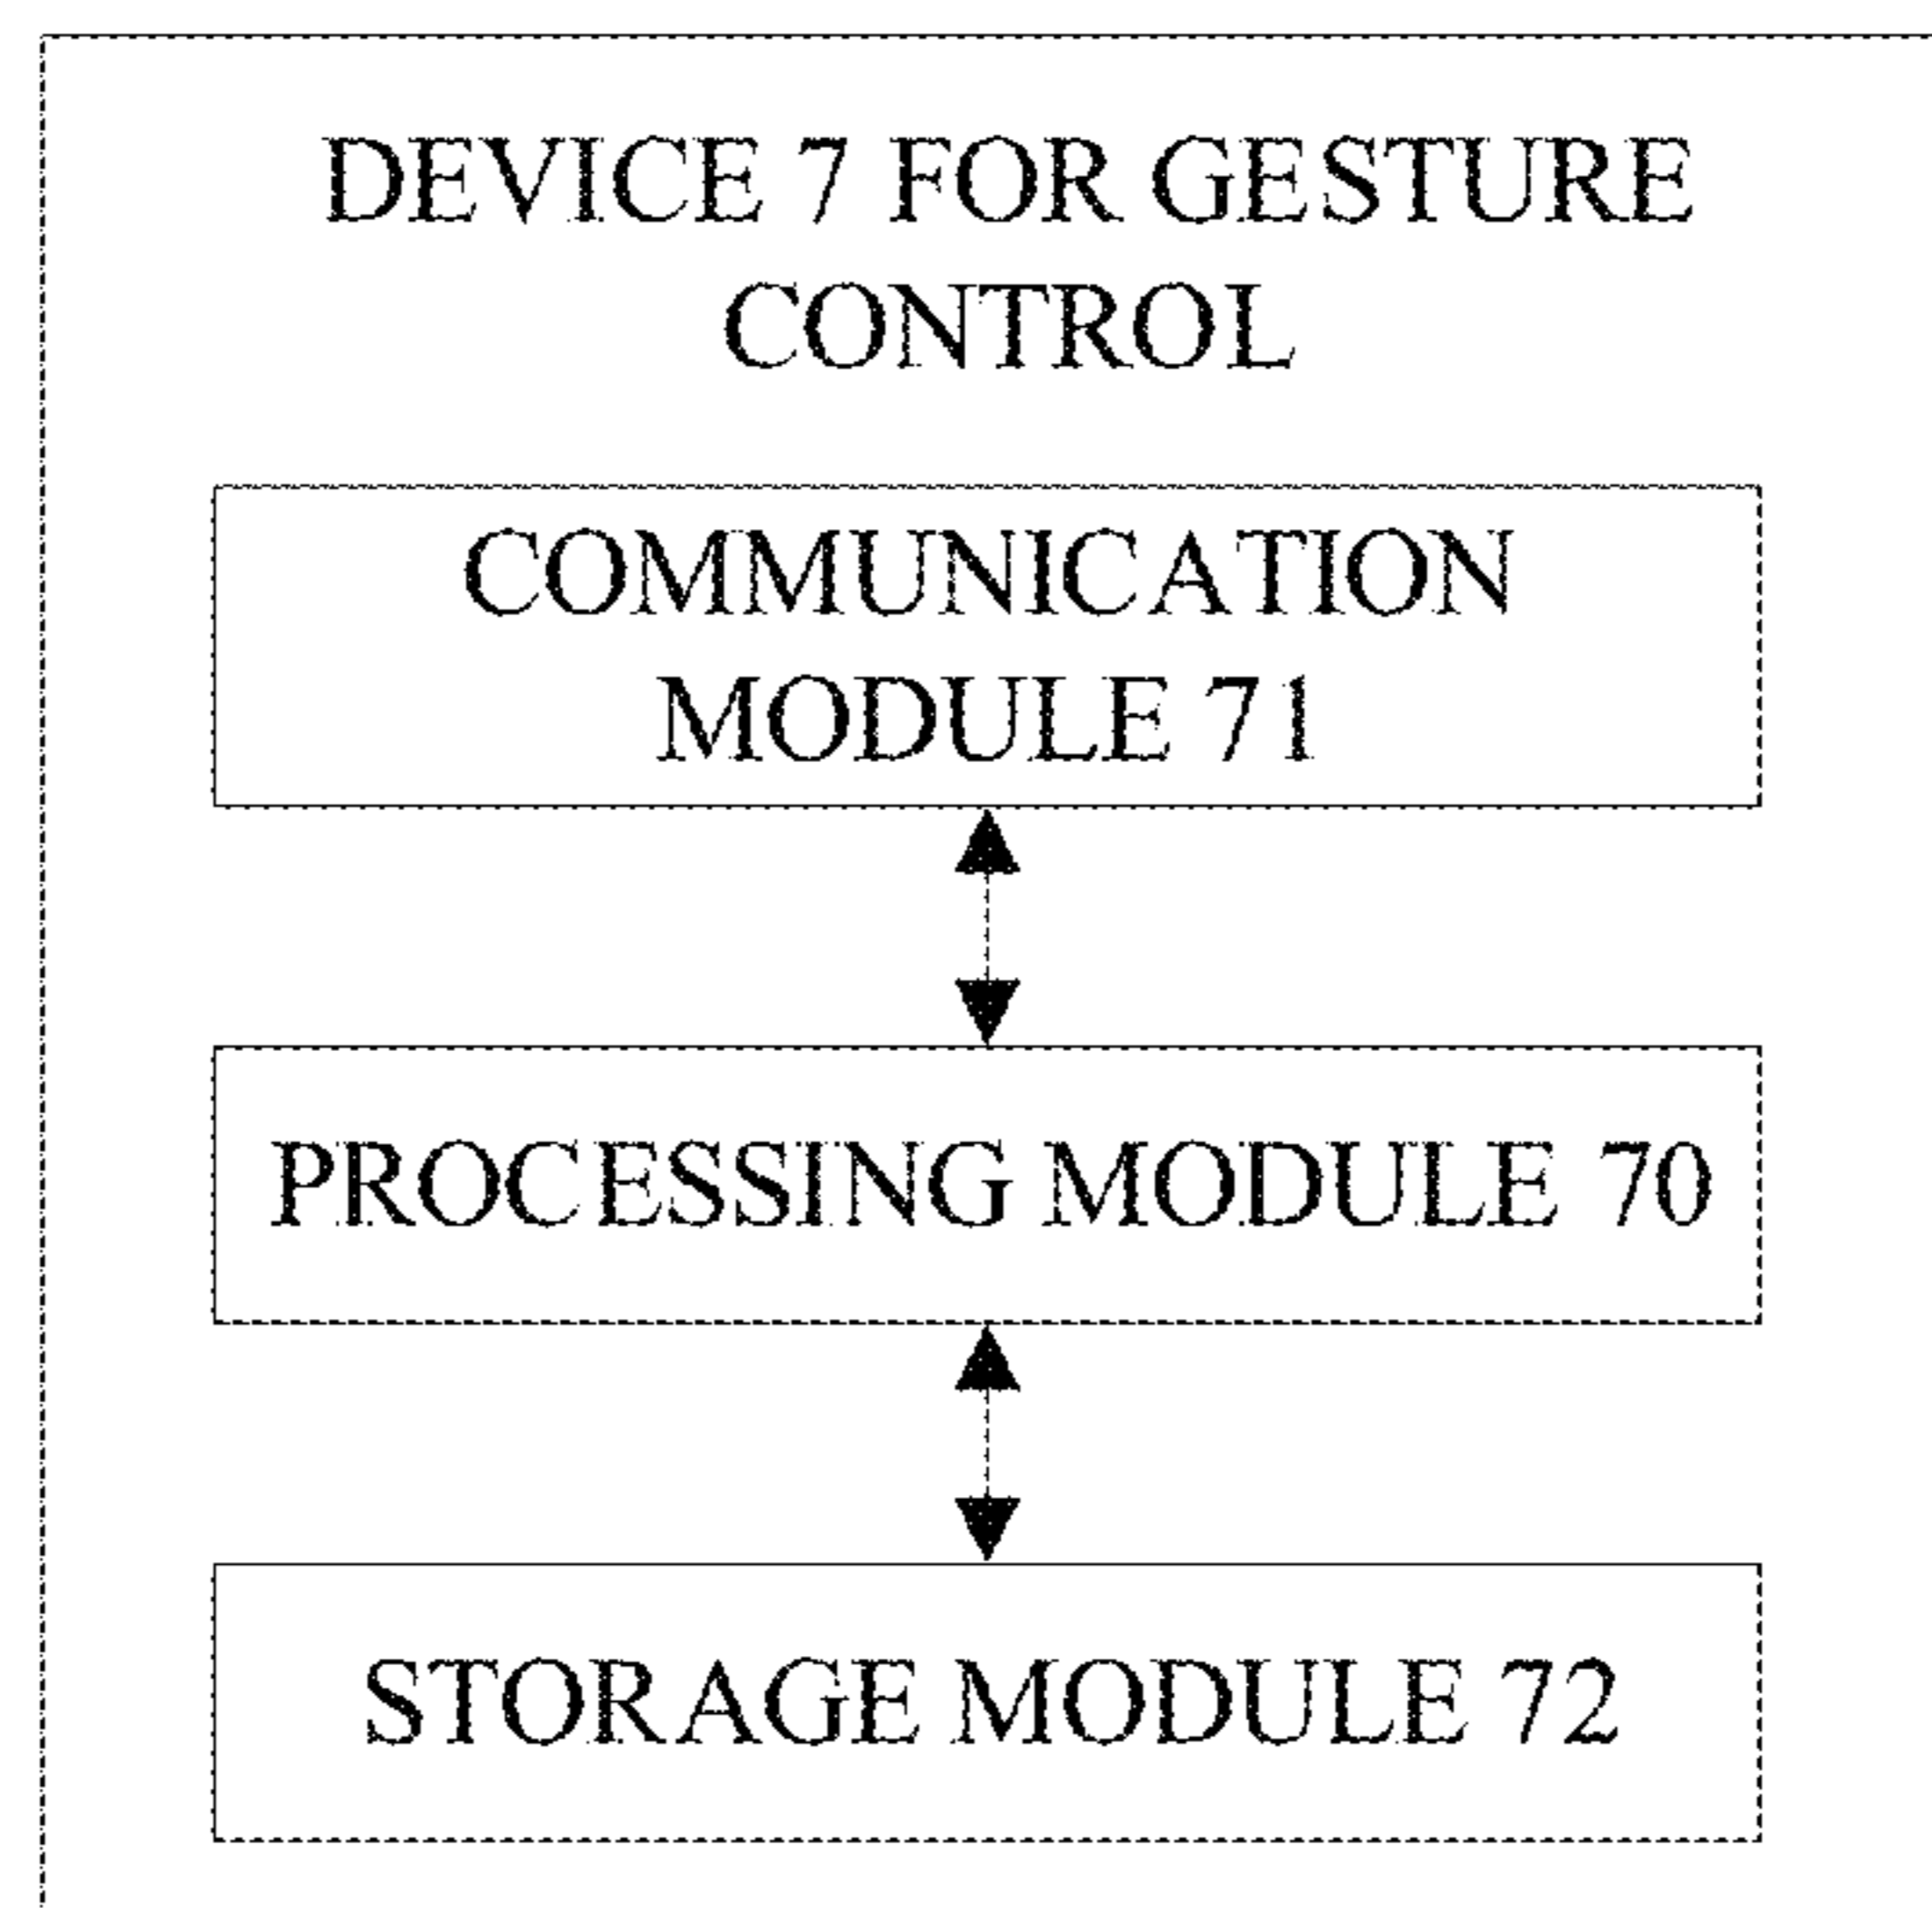 DEVICE 7 FOR GESTURE
CONTROL
COMMUNICATION
MODULE 71
PROCESSING MODULE 70
STORAGE MODULE 72